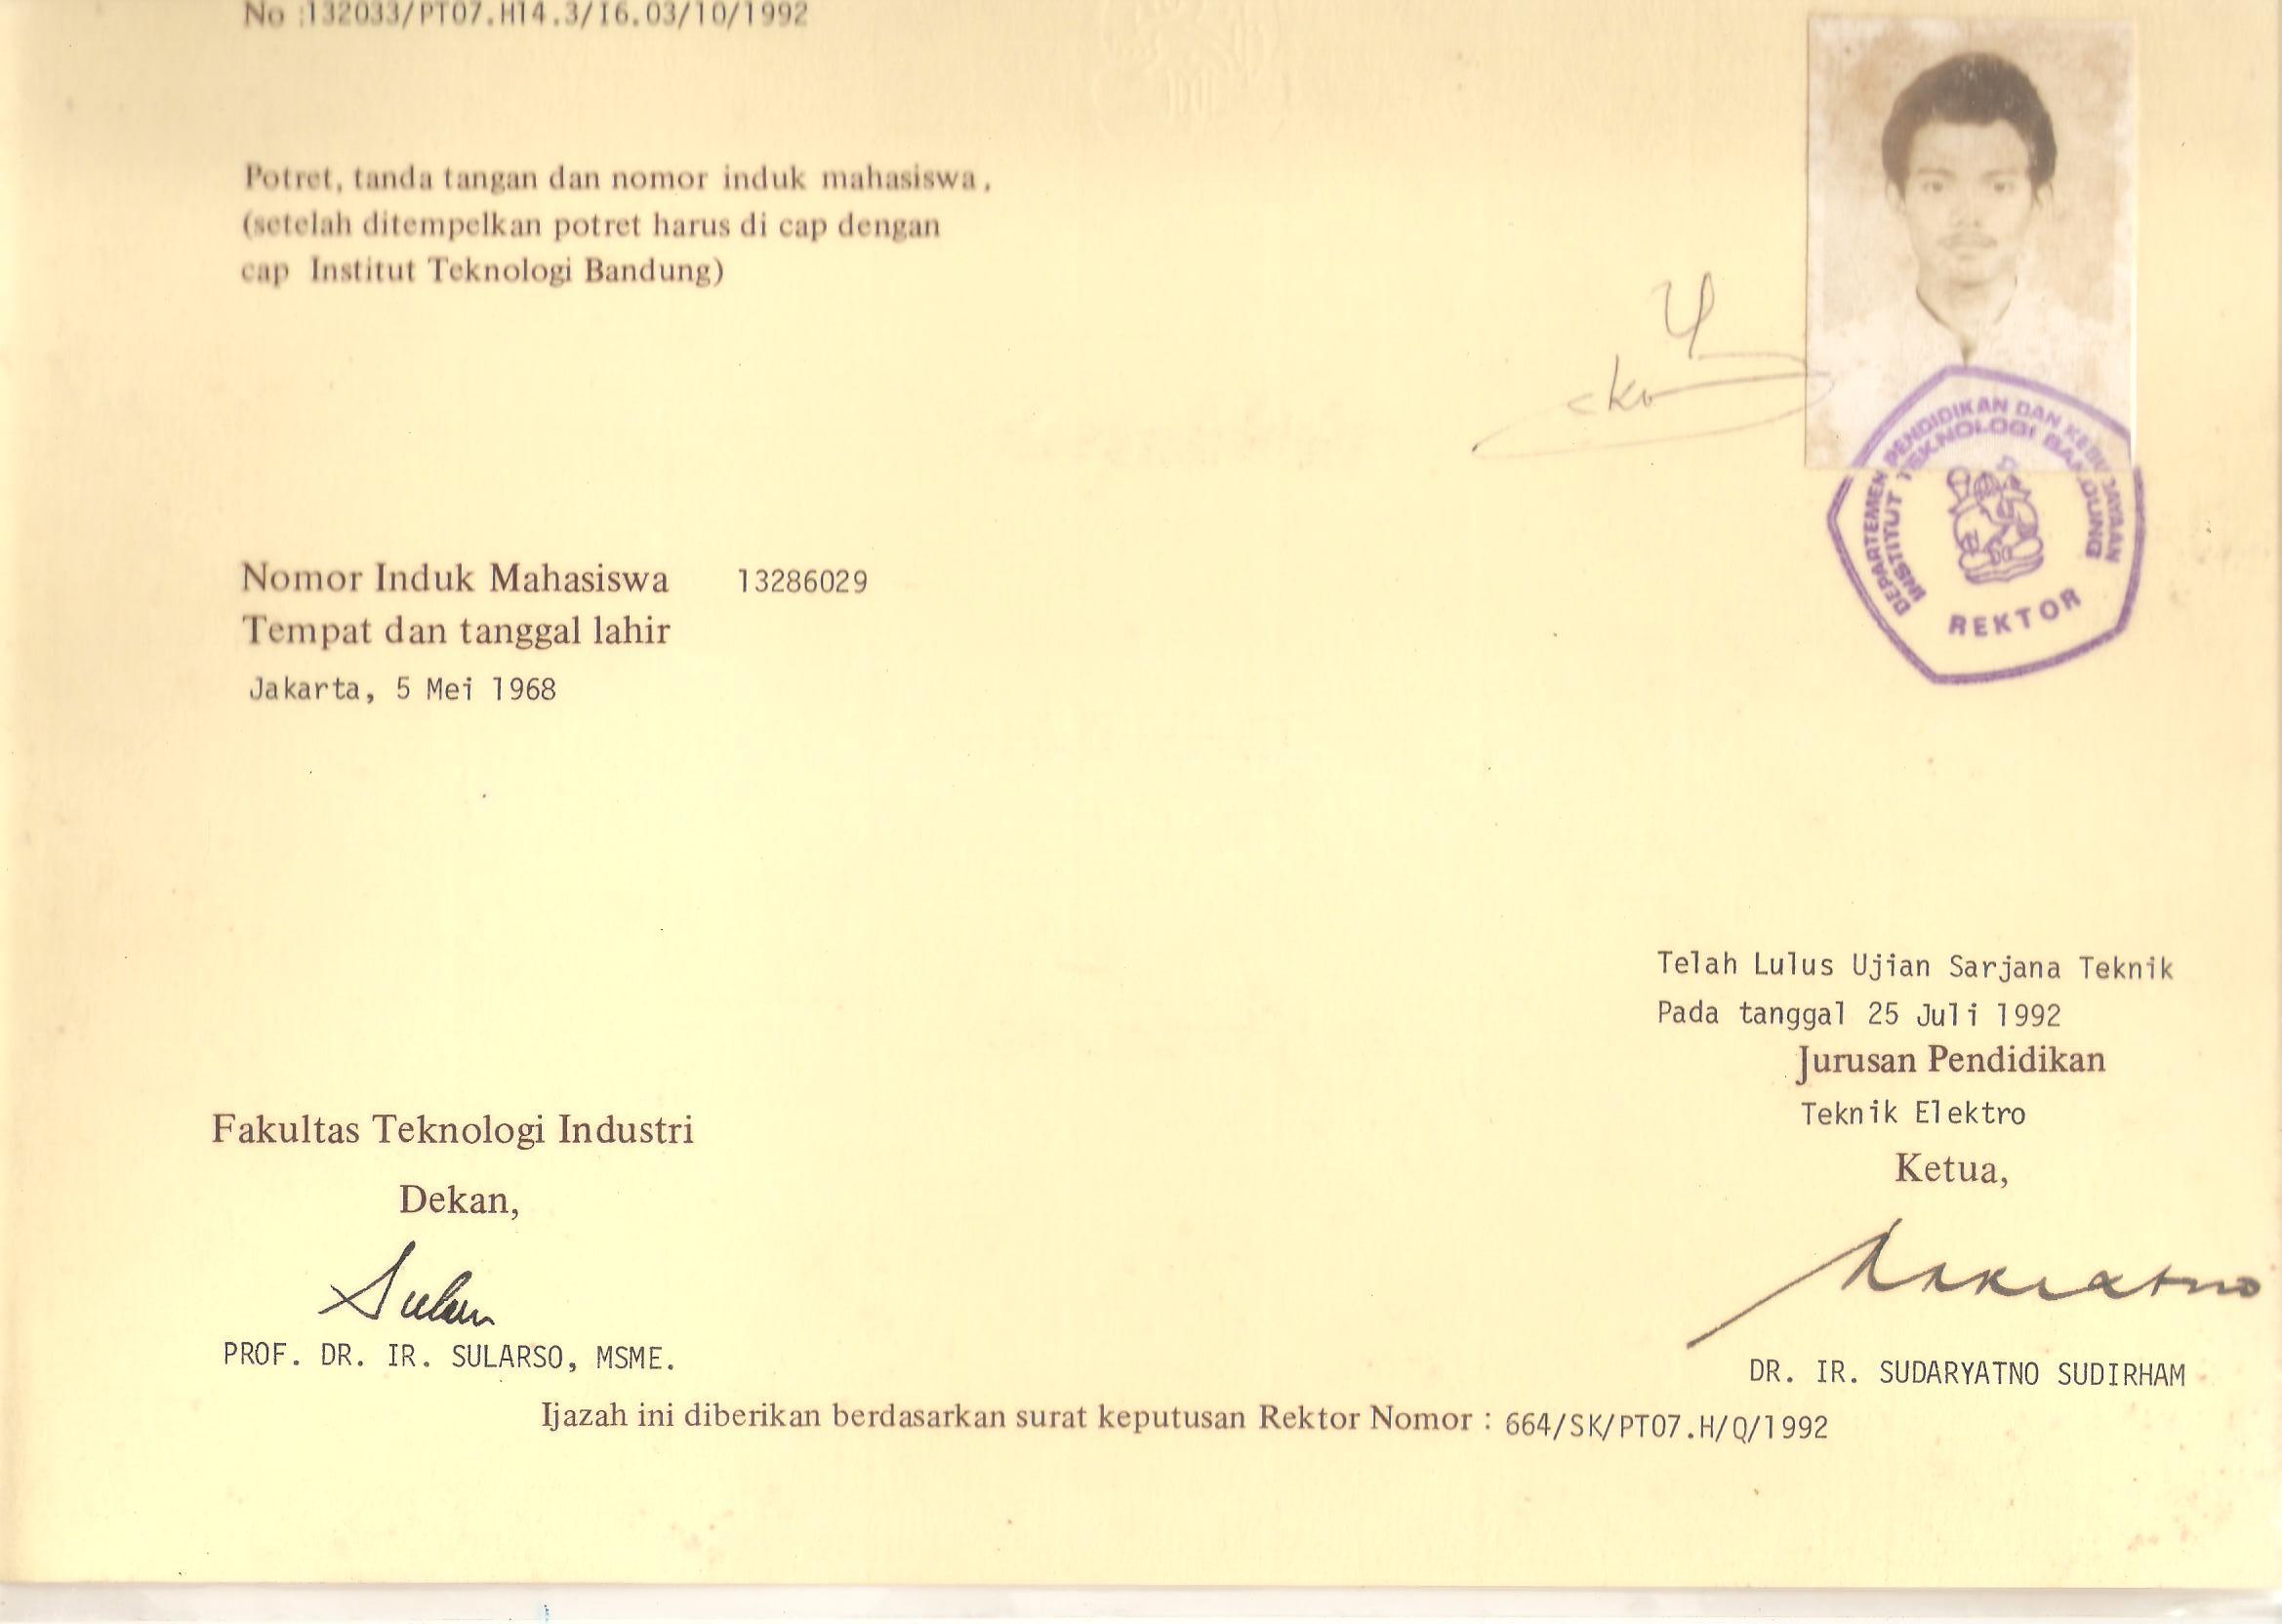 No :132033/PT07.H14.3/I6.03/10/1992
Potret, tanda tangan dan nomor induk mahasiswa.
(setelah ditempelkan potret harus di cap dengan
cap Institut Teknologi Bandung)
DEPARTEMEN PENDIDIKAN DAN KEBUDAYAAN
INSTITUT TEKNOLOGI BANDUNG
REKTOR
Nomor Induk Mahasiswa 13286029
Tempat dan tanggal lahir
Jakarta, 5 Mei 1968
Telah Lulus Ujian Sarjana Teknik
Pada tanggal 25 Juli 1992
Jurusan Pendidikan
Teknik Elektro
Ketua,
Fakultas Teknologi Industri
Dekan,
PROF. DR. IR. SULARSO, MSME.
DR. IR. SUDARYATNO SUDIRHAM
Ijazah ini diberikan berdasarkan surat keputusan Rektor Nomor : 664/SK/PT07.H/Q/1992